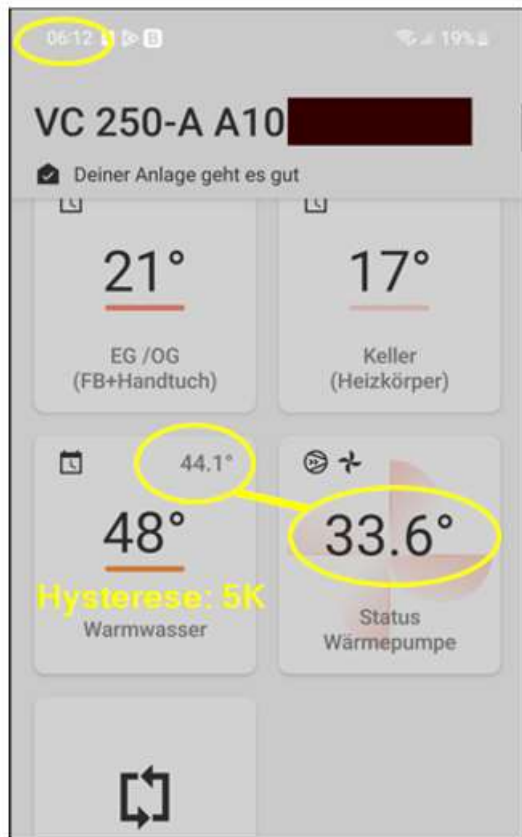 06:12
19%
VC 250-A A10
Deiner Anlage geht es gut
21°
17°
EG /OG
(FB+Handtuch)
Keller
(Heizkörper)
44.1°
48°
33.6°
Hysterese: 5K
Warmwasser
Status
Wärmepumpe